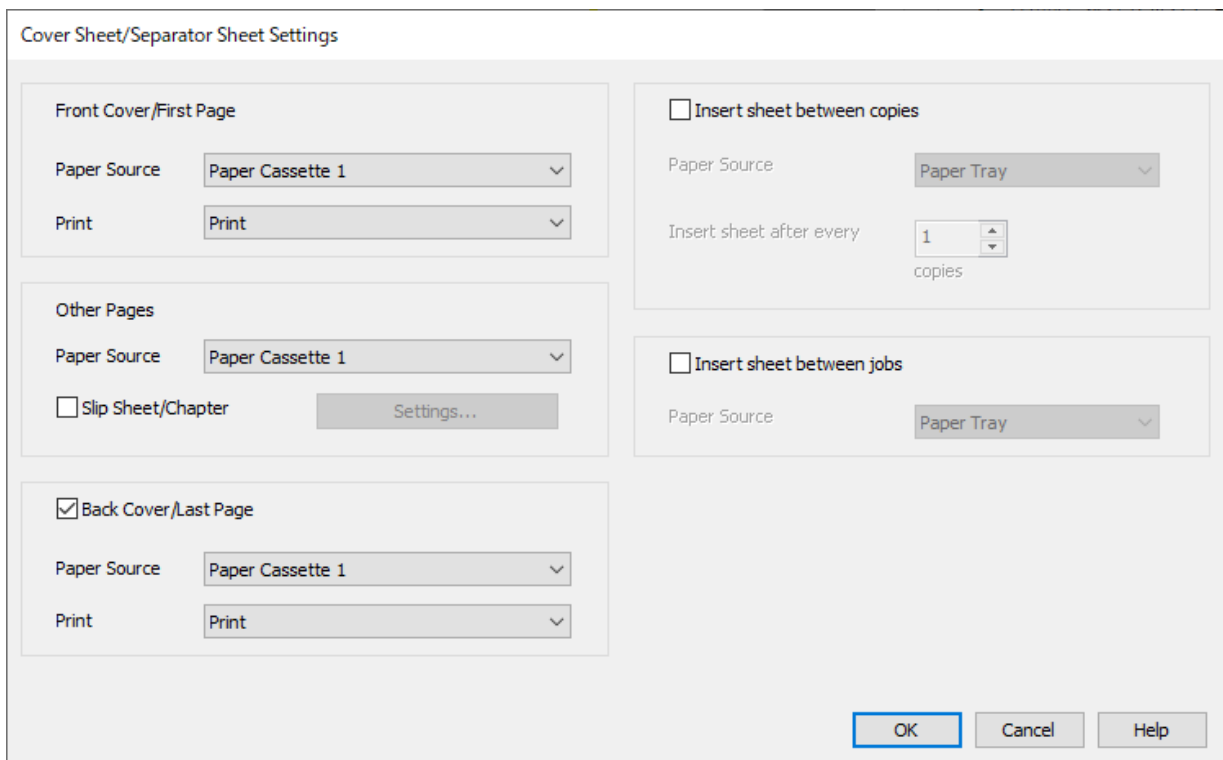 Cover Sheet/Separator Sheet Settings
Front Cover/First Page
Paper Source Paper Cassette 1
Print Print
Other Pages
Paper Source Paper Cassette 1
Slip Sheet/Chapter Settings...
Back Cover/Last Page
Paper Source Paper Cassette 1
Print Print
Insert sheet between copies
Paper Source Paper Tray
Insert sheet after every 1
copies
Insert sheet between jobs
Paper Source Paper Tray
OK Cancel Help